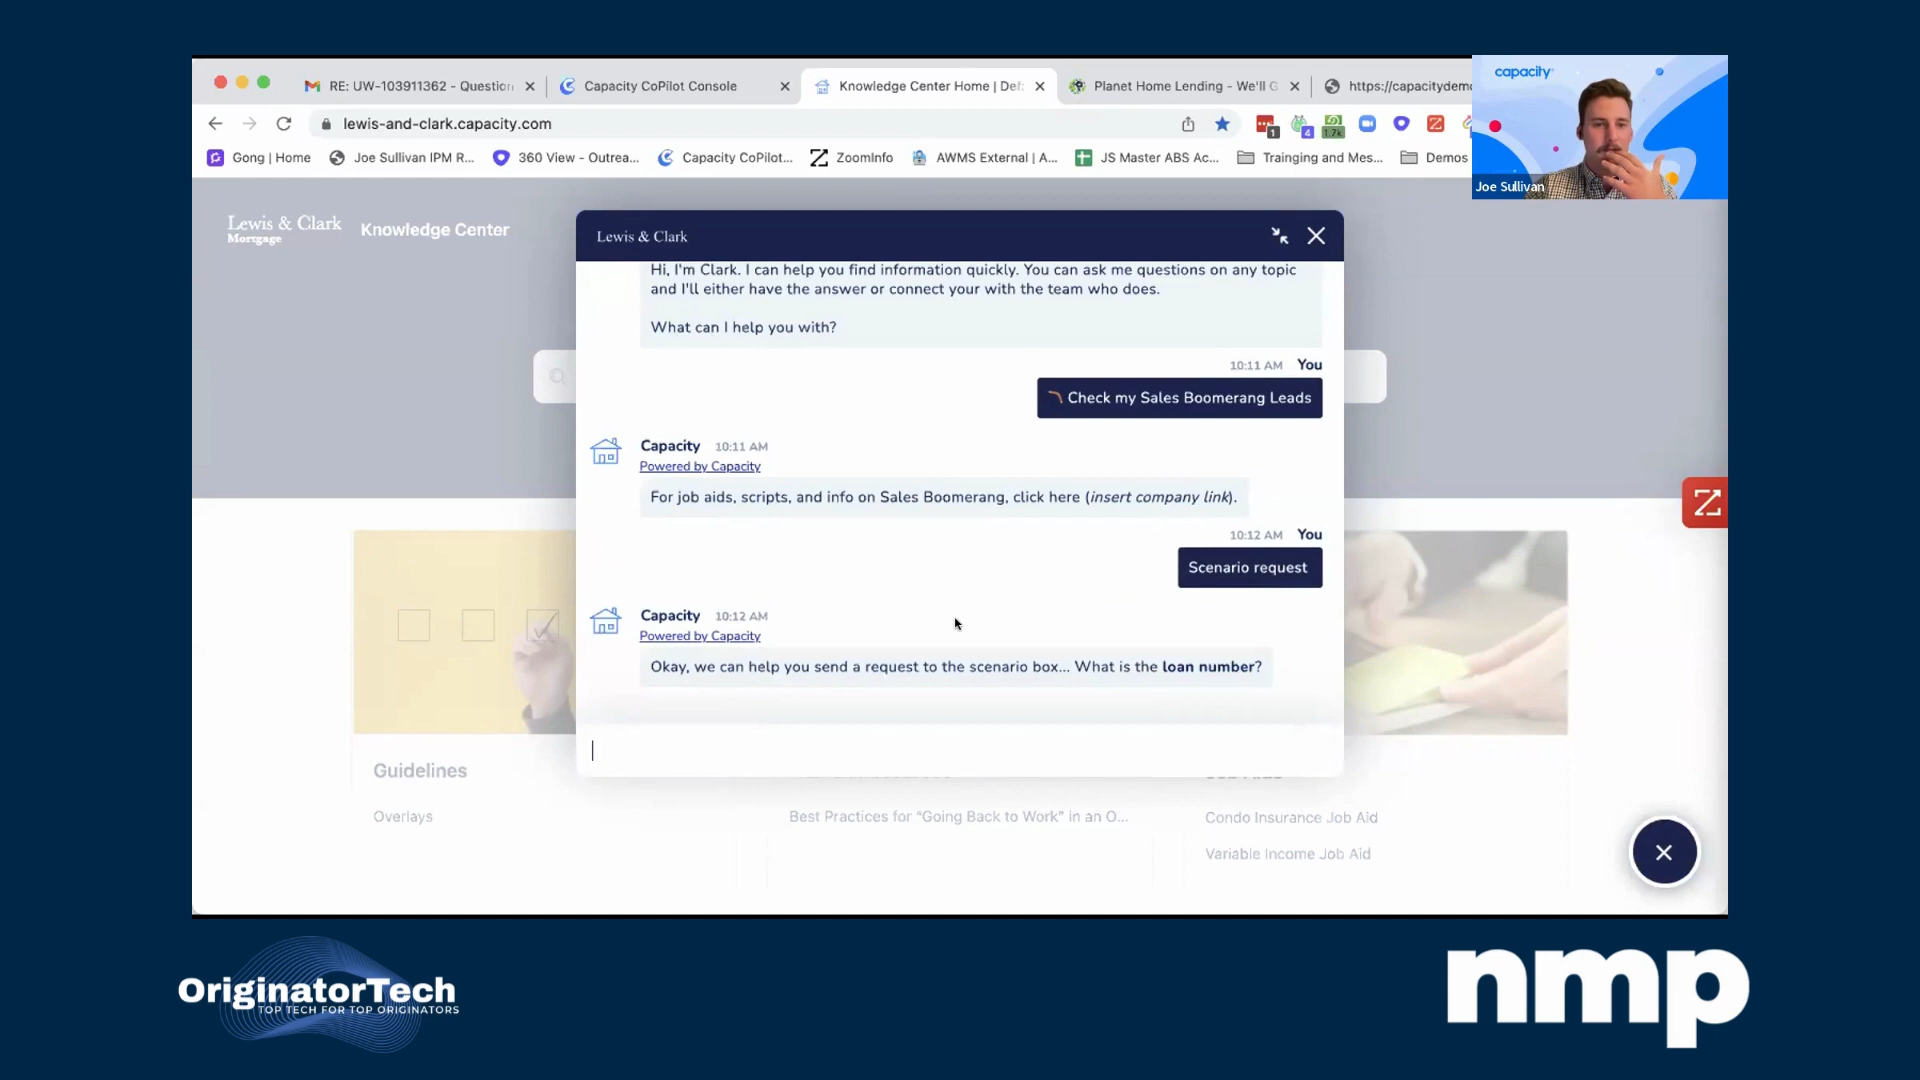 RE: UW-103911362 - Question
Capacity CoPilot Console
Knowledge Center Home | Def
Planet Home Lending - We'll G
https://capacitydemo
lewis-and-clark.capacity.com
1
4
1.7k
Gong | Home
Joe Sullivan IPM R...
360 View - Outrea...
Capacity CoPilot...
ZoomInfo
AWMS External | A...
JS Master ABS Ac...
Trainging and Mes...
Demos
capacity
Joe Sullivan
Lewis & Clark
Mortgage
Knowledge Center
Lewis & Clark
Hi, I'm Clark. I can help you find information quickly. You can ask me questions on any topic
and I'll either have the answer or connect your with the team who does.
What can I help you with?
10:11 AM You
Check my Sales Boomerang Leads
Capacity 10:11 AM
Powered by Capacity
For job aids, scripts, and info on Sales Boomerang, click here (insert company link).
10:12 AM You
Scenario request
Capacity 10:12 AM
Powered by Capacity
Okay, we can help you send a request to the scenario box... What is the loan number?
Guidelines
Overlays
Best Practices for “Going Back to Work” in an O...
Condo Insurance Job Aid
Variable Income Job Aid
OriginatorTech
TOP TECH FOR TOP ORIGINATORS
nmp